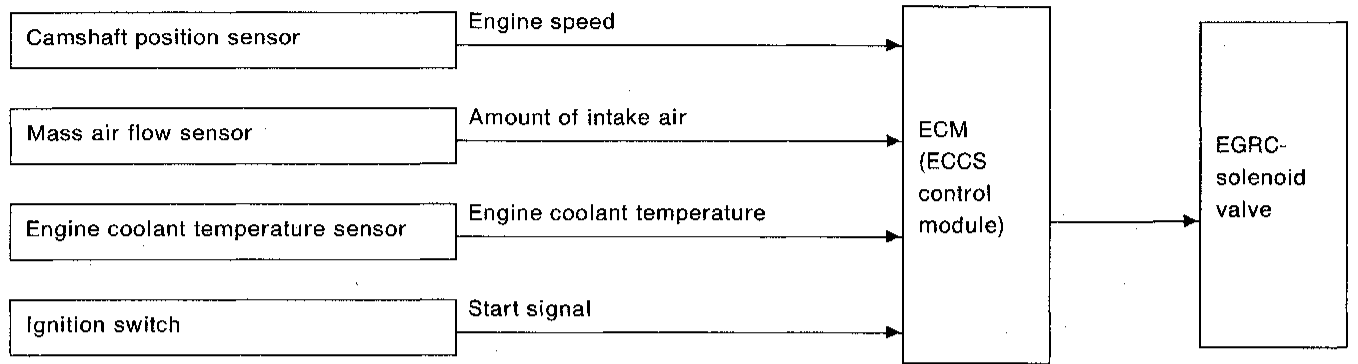 Camshaft position sensor
Engine speed
Mass air flow sensor
Amount of intake air
Engine coolant temperature sensor
Engine coolant temperature
Ignition switch
Start signal
ECM
(ECCS
control
module)
EGRC-
solenoid
valve